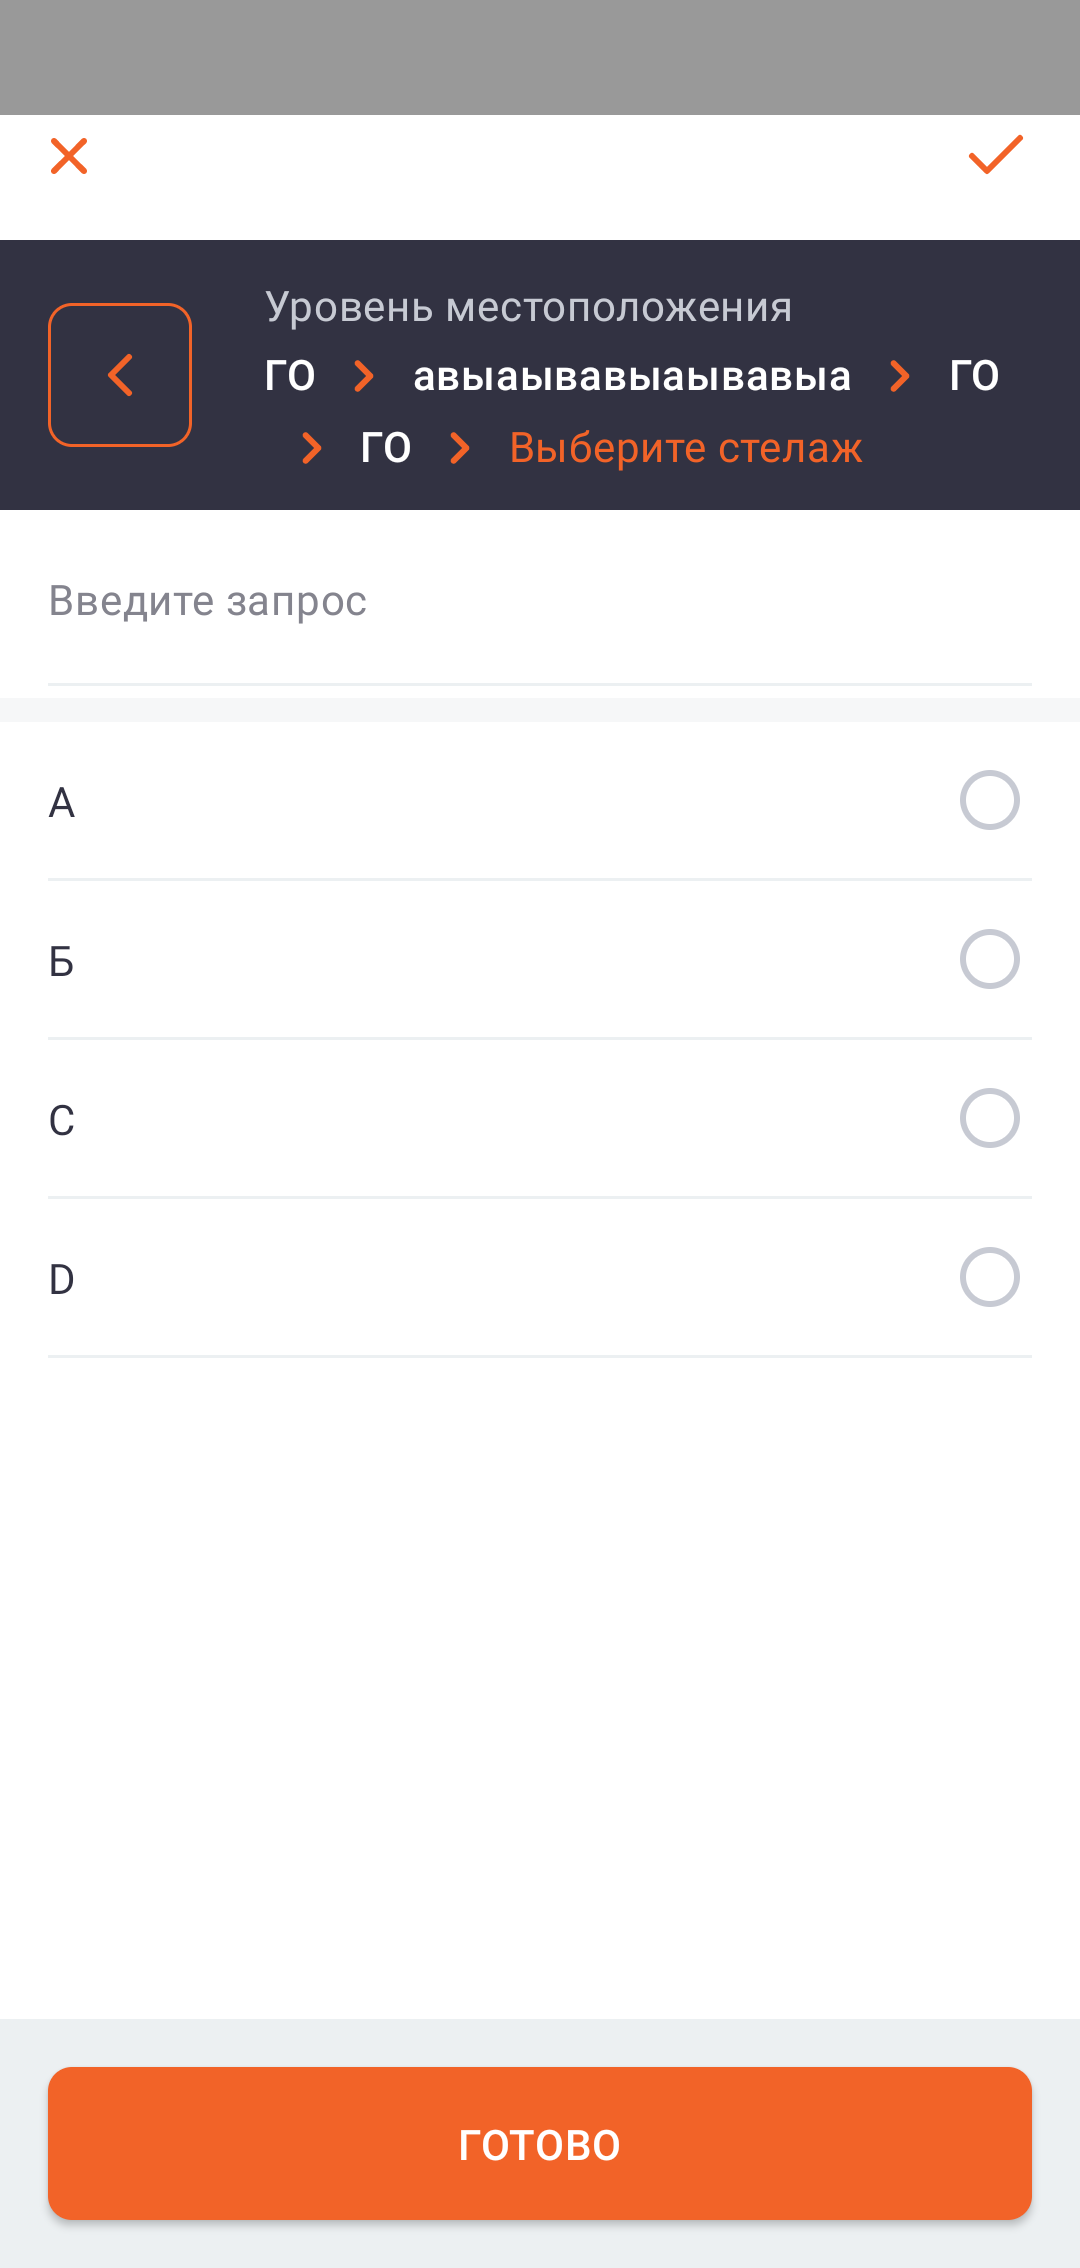 Уровень местоположения
ГО авыаывавыаывавыа ГО
ГО Выберите стелаж
Введите запрос
А
Б
С
D
ГОТОВО